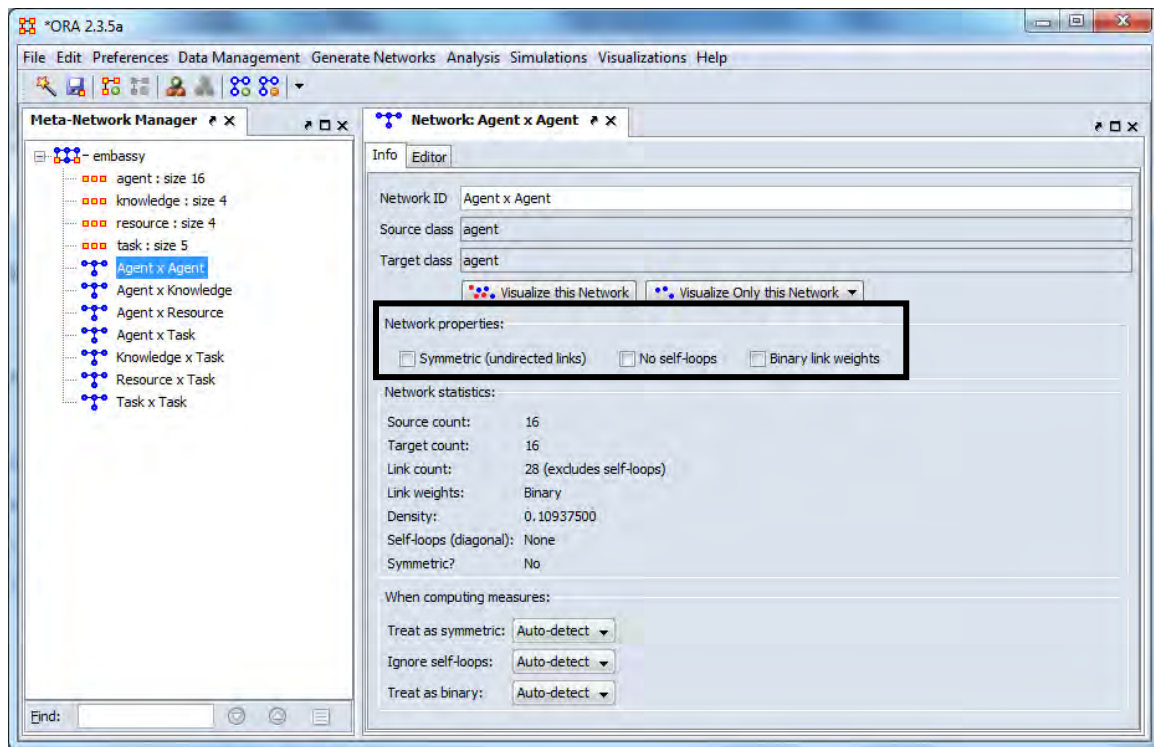 *ORA 2.3.5a
File Edit Preferences Data Management Generate Networks Analysis Simulations Visualizations Help
Meta-Network Manager
embassy
agent : size 16
knowledge : size 4
resource : size 4
task : size 5
Agent x Agent
Agent x Knowledge
Agent x Resource
Agent x Task
Knowledge x Task
Resource x Task
Task x Task
Find:
Network: Agent x Agent
Info Editor
Network ID Agent x Agent
Source class agent
Target class agent
Visualize this Network Visualize Only this Network
Network properties:
Symmetric (undirected links) No self-loops Binary link weights
Network statistics:
Source count: 16
Target count: 16
Link count: 28 (excludes self-loops)
Link weights: Binary
Density: 0.10937500
Self-loops (diagonal): None
Symmetric? No
When computing measures:
Treat as symmetric: Auto-detect
Ignore self-loops: Auto-detect
Treat as binary: Auto-detect